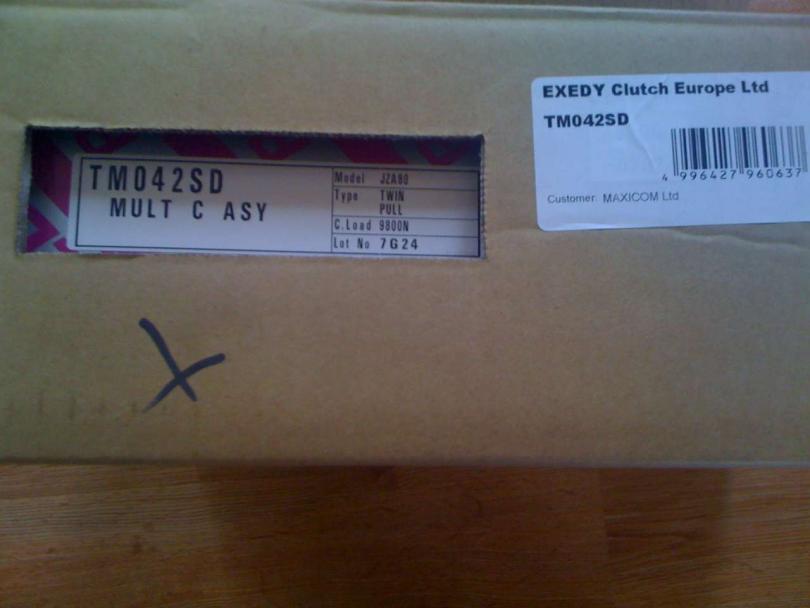 EXEDY Clutch Europe Ltd
TM042SD
4 996427 960637
Customer: MAXICOM Ltd
TM042SD
MULT C ASY
Model JZA80
Type TWIN
PULL
C.Load 9800N
Lot No 7G24
X